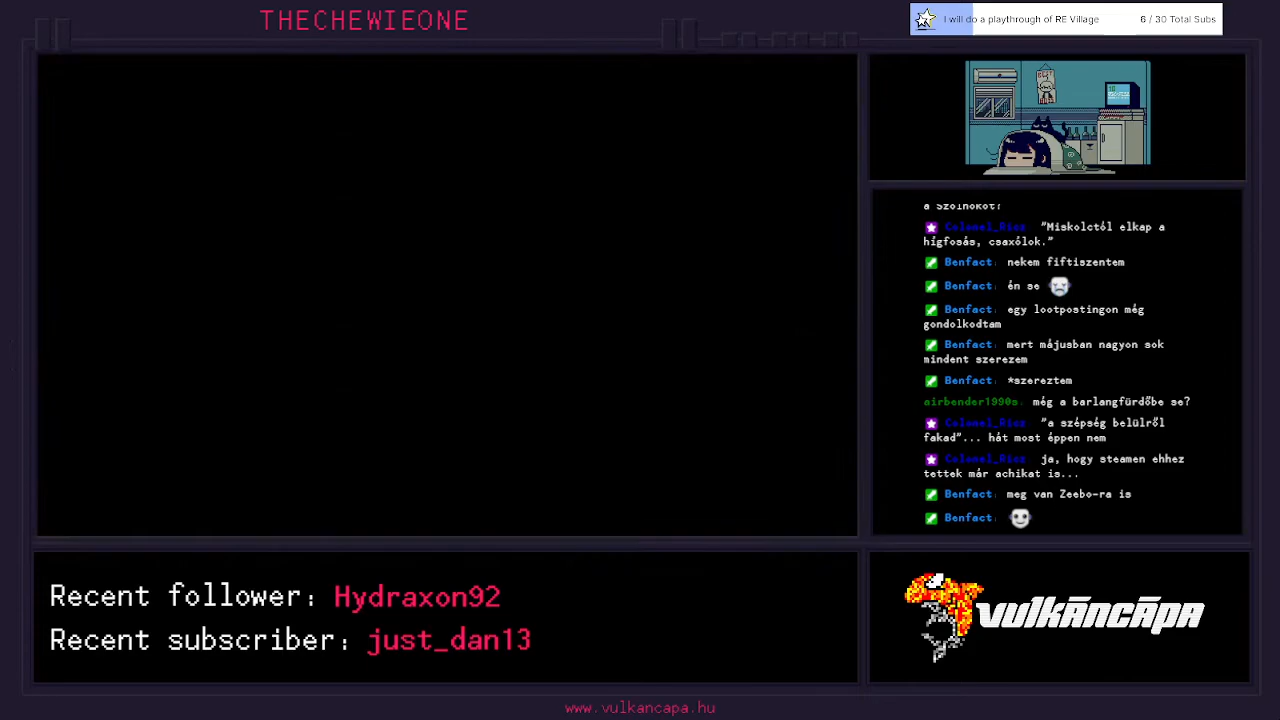 THECHEWIEONE
I will do a playthrough of RE Village 6 / 30 Total Subs
a Szolnokot?
Colonel_Rizz "Miskolctól elkap a
hígfosás, csaxólok."
Benfact: nekem fiftiszentem
Benfact: én se
Benfact: egy lootpostingon még
gondolkodtam
Benfact: mert májusban nagyon sok
mindent szerezem
Benfact: *szereztem
airbender1990s: még a barlangfürdőbe se?
"a szépség belülről
fakad"... hát most éppen nem
ja, hogy steamen ehhez
tettek már achikat is...
Benfact: meg van Zeebo-ra is
Benfact:
Recent follower: Hydraxon92
Recent subscriber: just_dan13
vulkáncápa
www.vulkancapa.hu